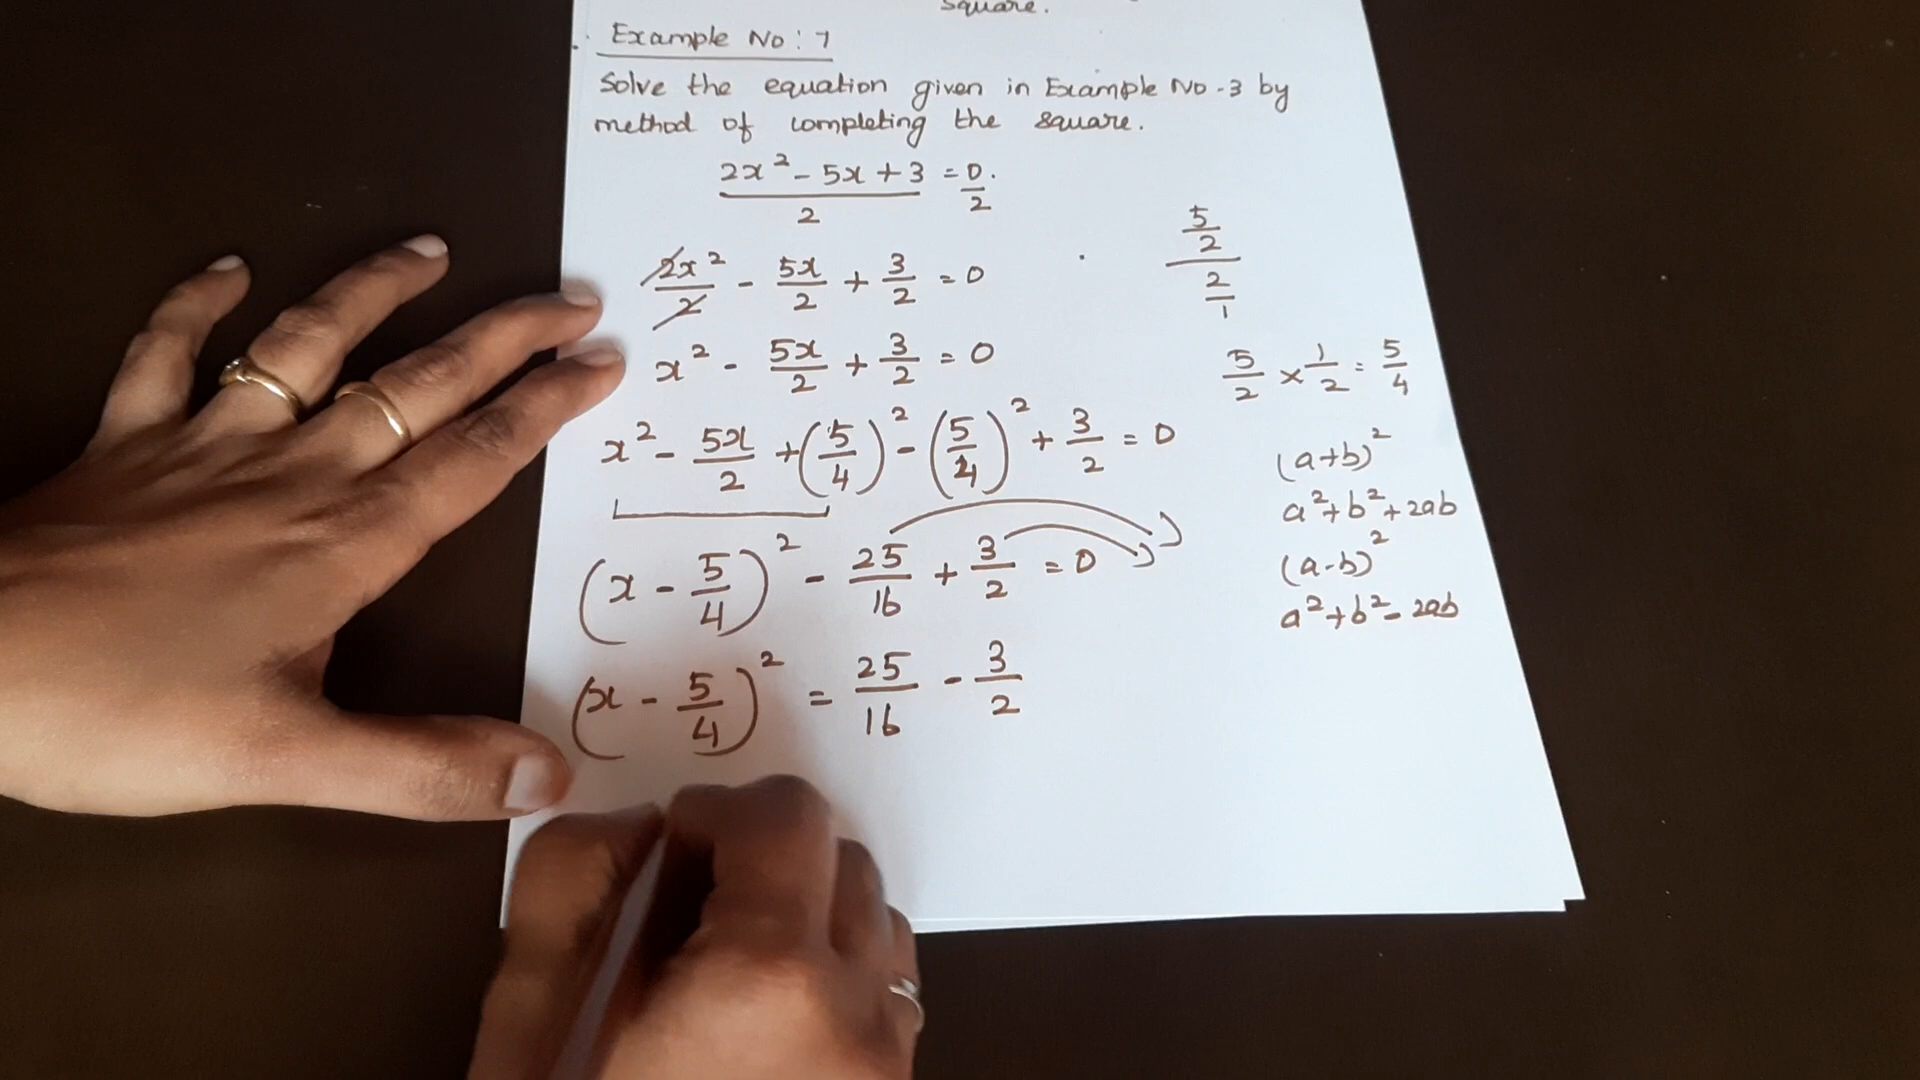 square.
Example No: 7
Solve the equation given in Example No-3 by
method of completing the square.
2x² - 5x + 3 / 2 = 0/2.
2x²/2 - 5x/2 + 3/2 = 0
x² - 5x/2 + 3/2 = 0
x² - 5x/2 + (5/4)² - (5/4)² + 3/2 = 0
(x - 5/4)² - 25/16 + 3/2 = 0
(x - 5/4)² = 25/16 - 3/2
5/2 / 2/1
5/2 × 1/2 = 5/4
(a+b)²
a²+b²+2ab
(a-b)²
a²+b²-2ab